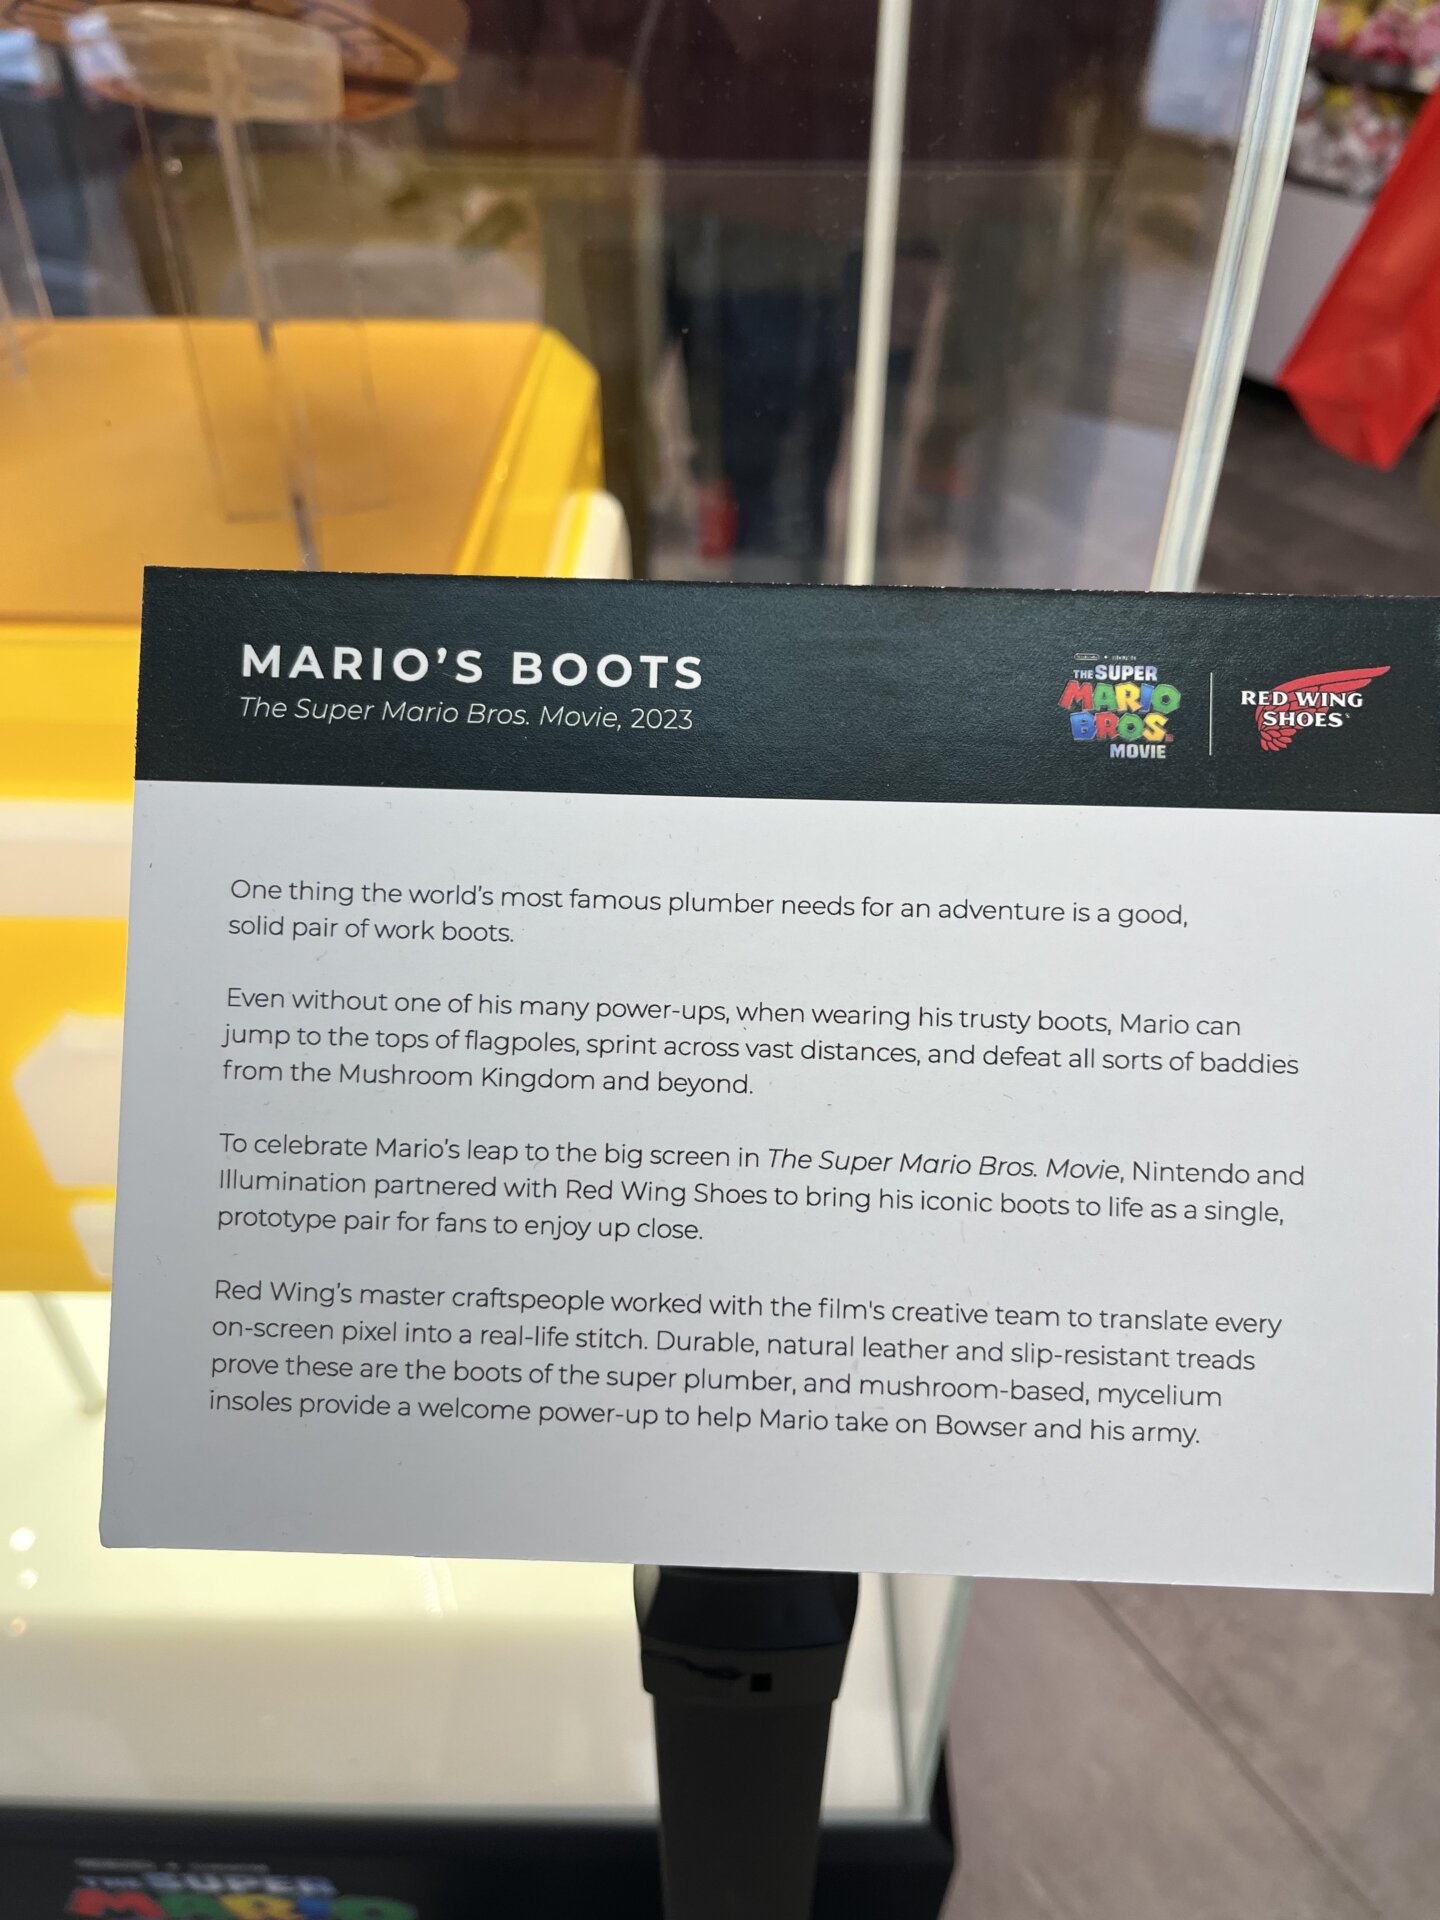 MARIO'S BOOTS
The Super Mario Bros. Movie, 2023
THE SUPER
MARIO
BROS.
MOVIE
RED WING
SHOES
One thing the world's most famous plumber needs for an adventure is a good,
solid pair of work boots.
Even without one of his many power-ups, when wearing his trusty boots, Mario can
jump to the tops of flagpoles, sprint across vast distances, and defeat all sorts of baddies
from the Mushroom Kingdom and beyond.
To celebrate Mario's leap to the big screen in The Super Mario Bros. Movie, Nintendo and
Illumination partnered with Red Wing Shoes to bring his iconic boots to life as a single,
prototype pair for fans to enjoy up close.
Red Wing's master craftspeople worked with the film's creative team to translate every
on-screen pixel into a real-life stitch. Durable, natural leather and slip-resistant treads
prove these are the boots of the super plumber, and mushroom-based, mycelium
insoles provide a welcome power-up to help Mario take on Bowser and his army.
THE SUPER
MARIO